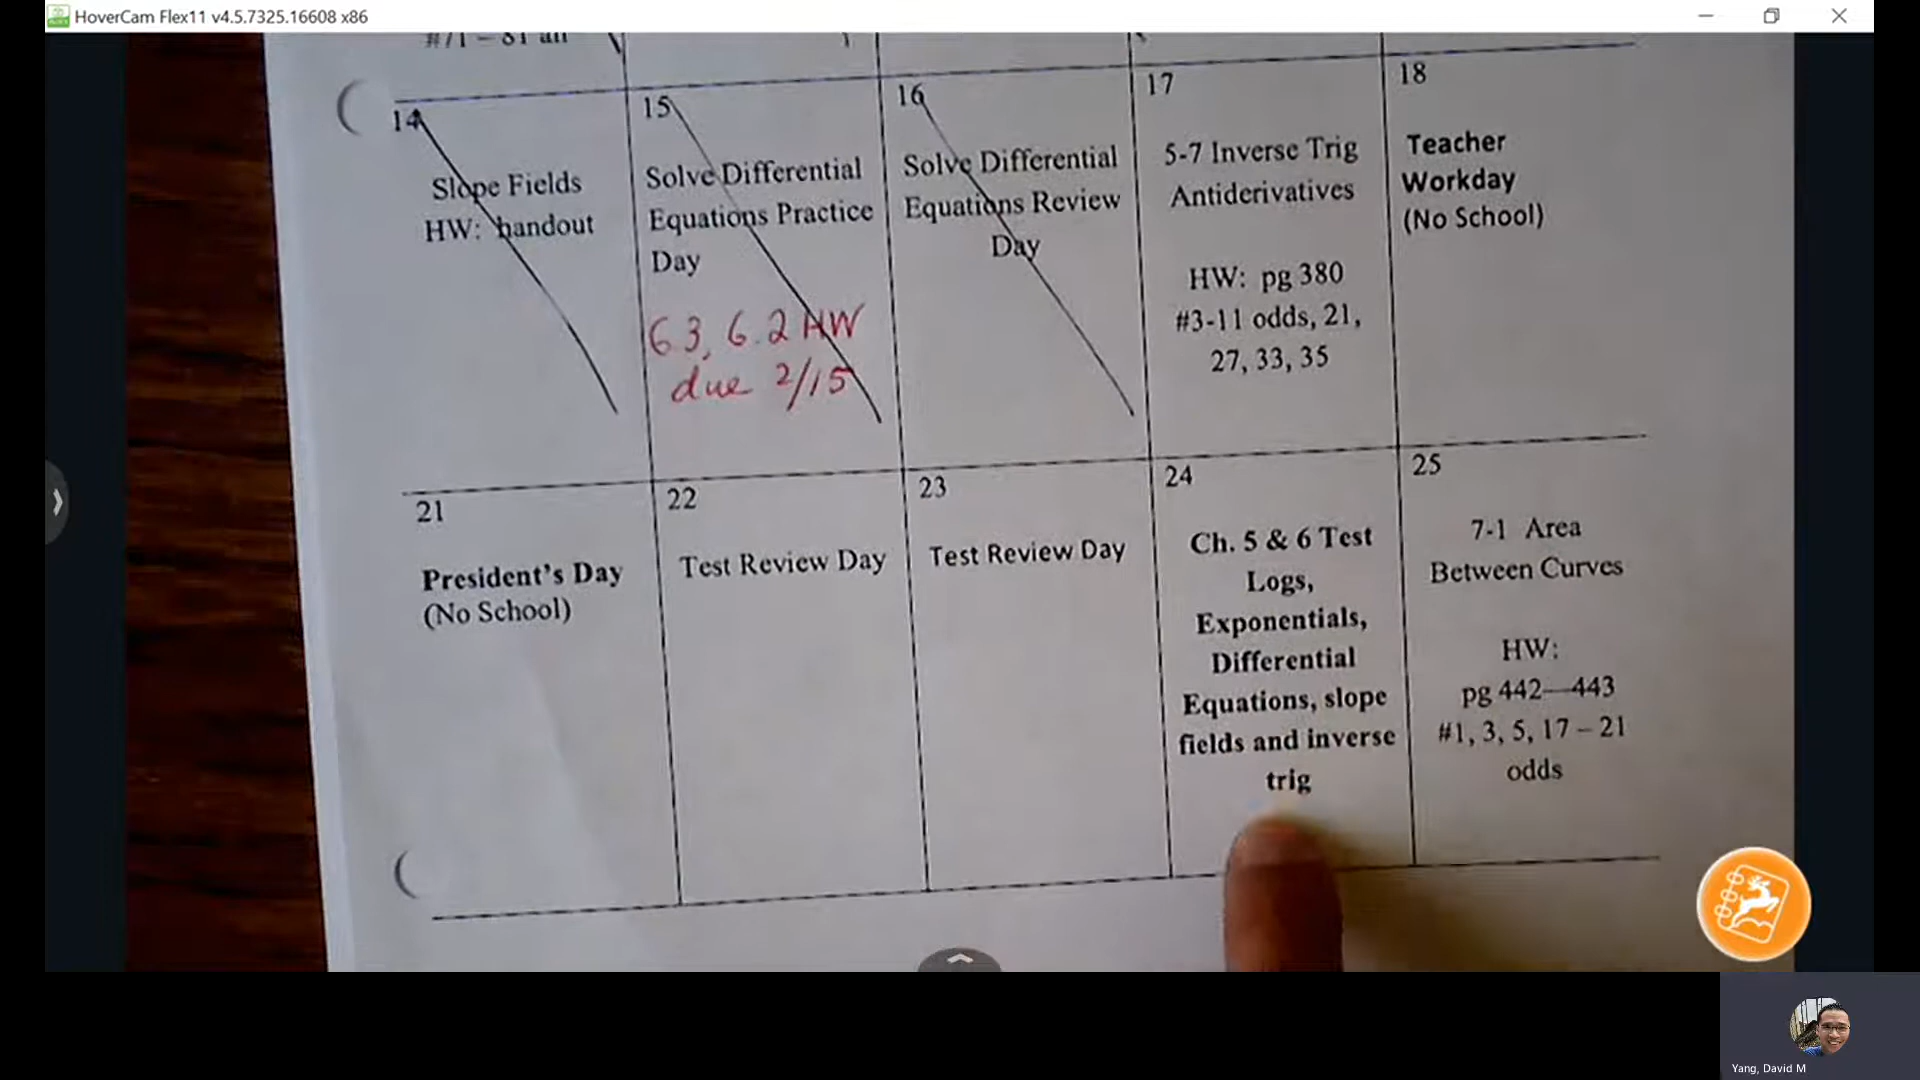 HoverCam Flex11 v4.5.7325.16608 x86
#71 – 81 all
14
Slope Fields
HW: handout
15
Solve Differential
Equations Practice
Day
6.3, 6.2 HW
due 2/15
16
Solve Differential
Equations Review
Day
17
5-7 Inverse Trig
Antiderivatives
HW: pg 380
#3-11 odds, 21,
27, 33, 35
18
Teacher
Workday
(No School)
21
President's Day
(No School)
22
Test Review Day
23
Test Review Day
24
Ch. 5 & 6 Test
Logs,
Exponentials,
Differential
Equations, slope
fields and inverse
trig
25
7-1 Area
Between Curves
HW:
pg 442—443
#1, 3, 5, 17 – 21
odds
Yang, David M